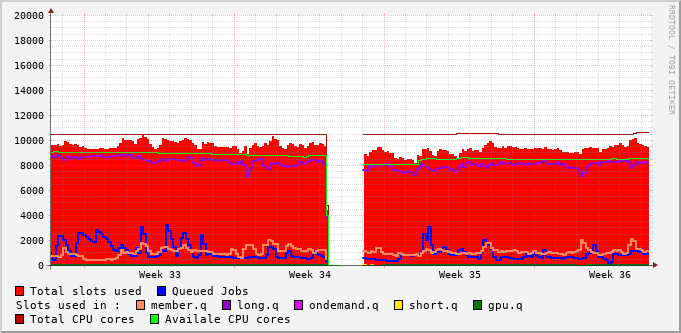 RRDTOOL / TOBI OETIKER
20000
18000
16000
14000
12000
10000
8000
6000
4000
2000
0
Week 33 Week 34 Week 35 Week 36
Total slots used Queued Jobs
Slots used in : member.q long.q ondemand.q short.q gpu.q
Total CPU cores Availale CPU cores